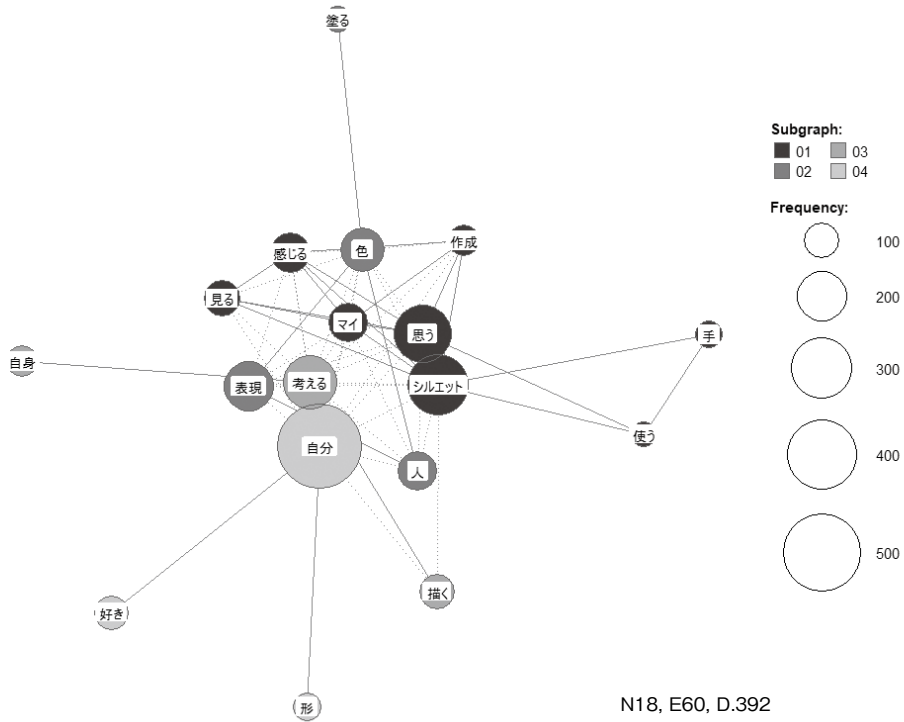 塗る
Subgraph:
01 03
02 04
Frequency:
100
200
300
400
500
作成
感じる
色
見る
マイ
思う
手
自身
表現
考える
シルエット
使う
自分
人
描く
好き
形
N18, E60, D.392